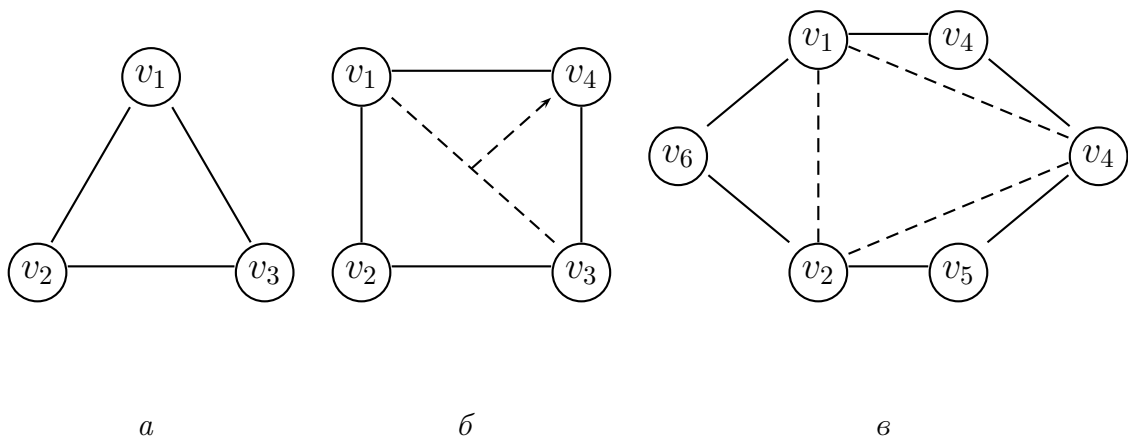 v₁
v₂ v₃
v₁ v₄
v₂ v₃
v₁ v₄
v₆ v₄
v₂ v₅
а б в